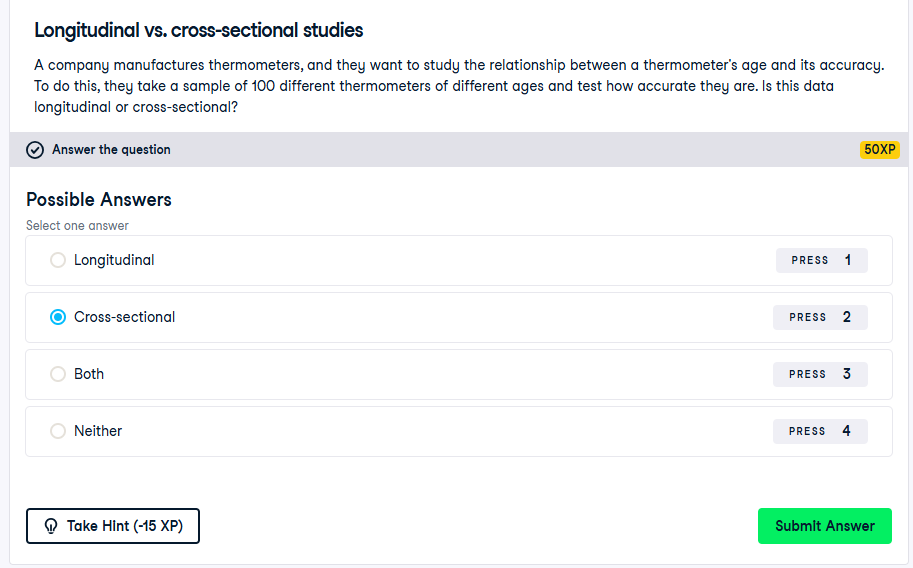 Longitudinal vs. cross-sectional studies
A company manufactures thermometers, and they want to study the relationship between a thermometer's age and its accuracy.
To do this, they take a sample of 100 different thermometers of different ages and test how accurate they are. Is this data
longitudinal or cross-sectional?
Answer the question
50XP
Possible Answers
Select one answer
Longitudinal
PRESS 1
Cross-sectional
PRESS 2
Both
PRESS 3
Neither
PRESS 4
Take Hint (-15 XP)
Submit Answer